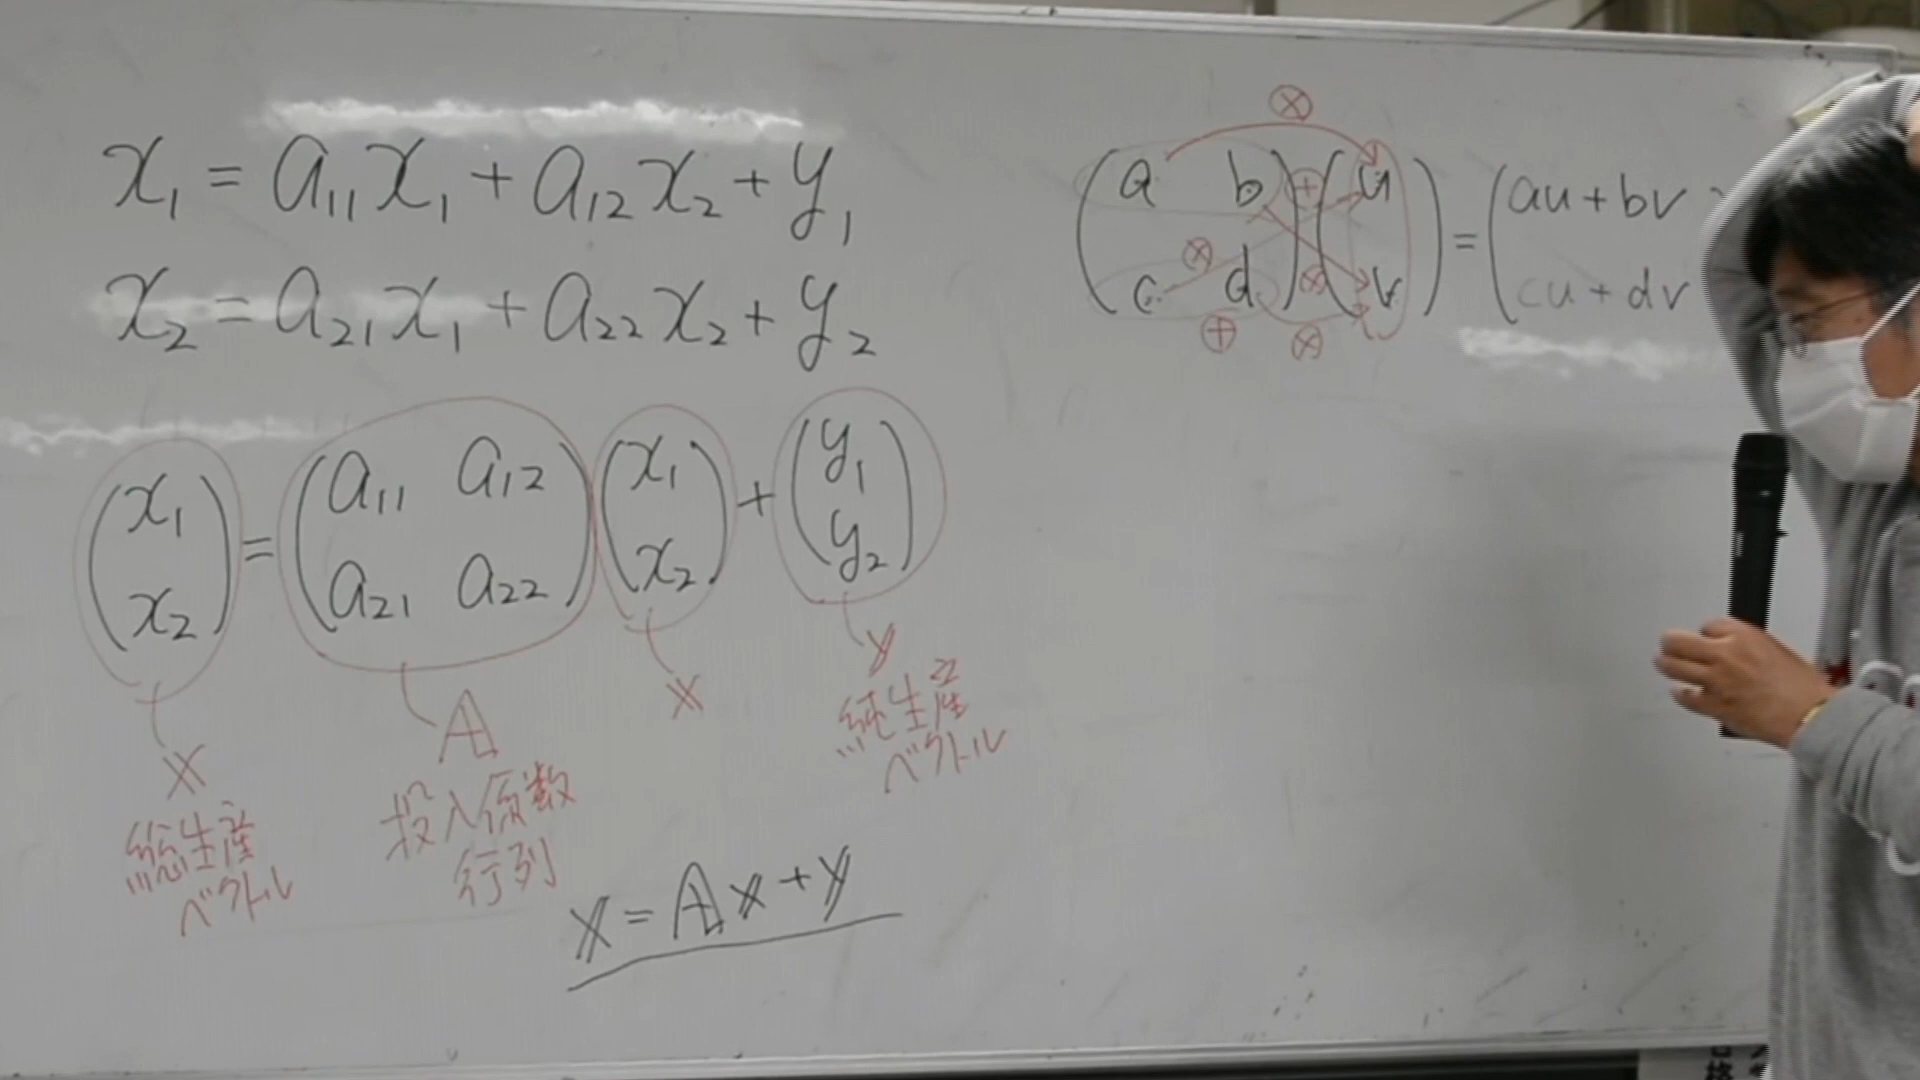 x₁ = a₁₁x₁ + a₁₂x₂ + y₁
x₂ = a₂₁x₁ + a₂₂x₂ + y₂
(x₁ x₂) = (a₁₁ a₁₂ a₂₁ a₂₂)(x₁ x₂) + (y₁ y₂)
𝕩
総生産
ベクトル
𝔸
投入係数
行列
𝕩
𝕪
純生産
ベクトル
𝕩 = 𝔸𝕩 + 𝕪
⊗
(a b c d)(u v) = (au + bv cu + dv
⊕
⊗
⊗
⊕
⊗
格